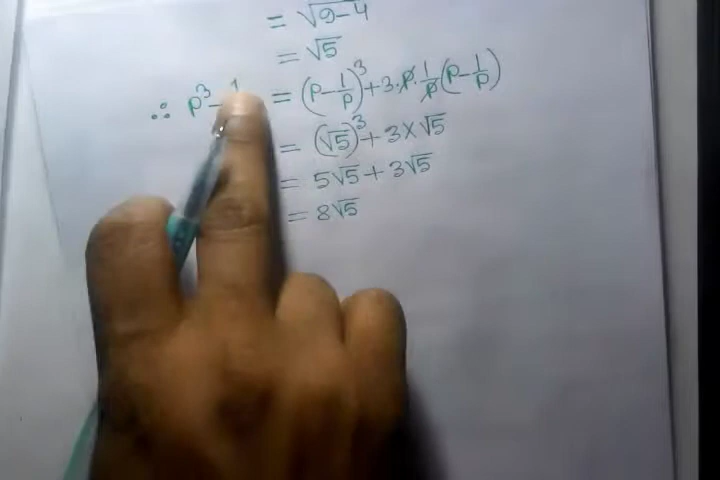 = √9-4
= √5
∴ p³ - 1 = (p - 1/p)³ + 3·p·1/p(p - 1/p)
= (√5)³ + 3×√5
= 5√5 + 3√5
= 8√5